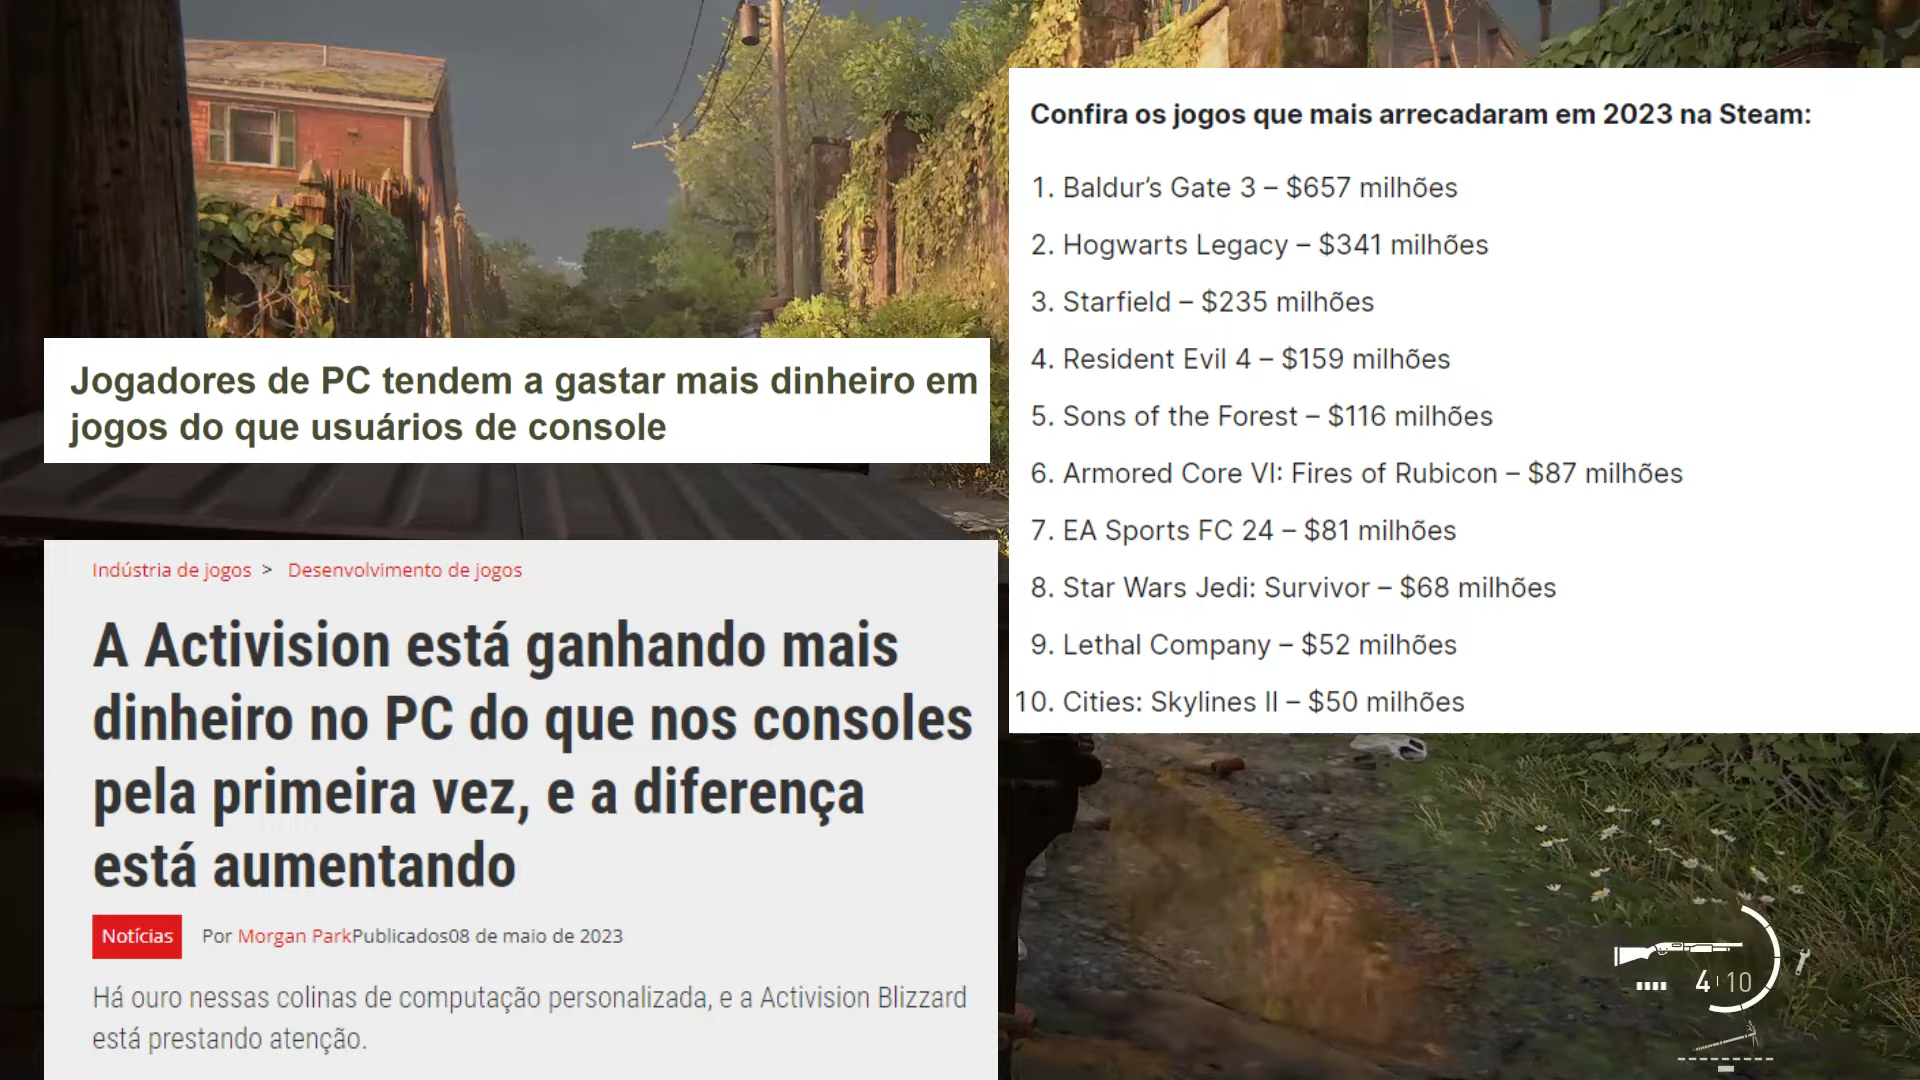 Jogadores de PC tendem a gastar mais dinheiro em
jogos do que usuários de console
Indústria de jogos > Desenvolvimento de jogos
A Activision está ganhando mais
dinheiro no PC do que nos consoles
pela primeira vez, e a diferença
está aumentando
Notícias Por Morgan ParkPublicados08 de maio de 2023
Há ouro nessas colinas de computação personalizada, e a Activision Blizzard
está prestando atenção.
Confira os jogos que mais arrecadaram em 2023 na Steam:
1. Baldur’s Gate 3 – $657 milhões
2. Hogwarts Legacy – $341 milhões
3. Starfield – $235 milhões
4. Resident Evil 4 – $159 milhões
5. Sons of the Forest – $116 milhões
6. Armored Core VI: Fires of Rubicon – $87 milhões
7. EA Sports FC 24 – $81 milhões
8. Star Wars Jedi: Survivor – $68 milhões
9. Lethal Company – $52 milhões
10. Cities: Skylines II – $50 milhões
4 10